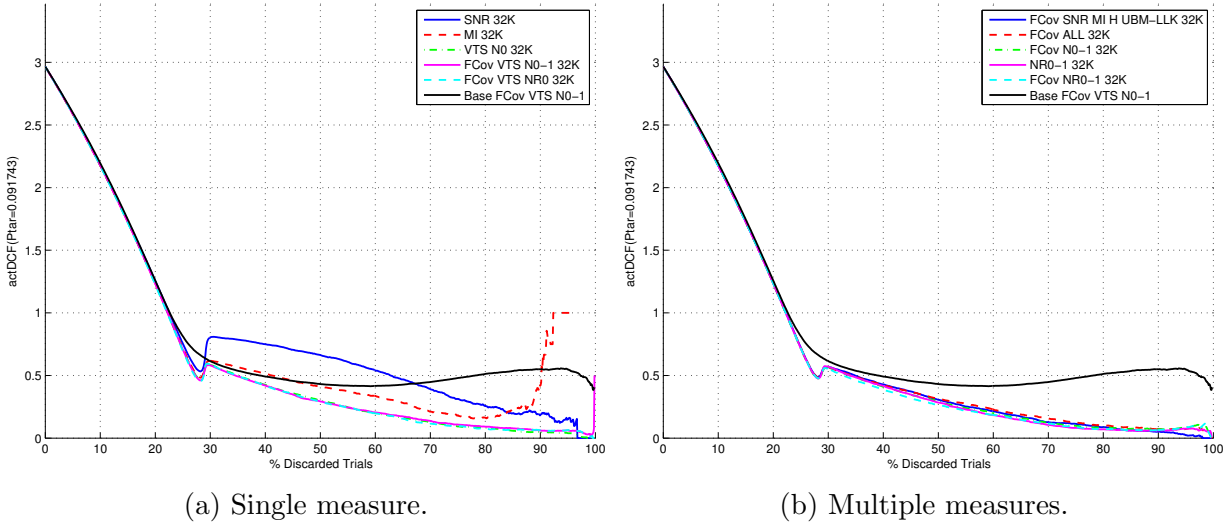 SNR 32K
MI 32K
VTS N0 32K
FCov VTS N0−1 32K
FCov VTS NR0 32K
Base FCov VTS N0−1
3
2.5
2
1.5
1
0.5
0
actDCF(Ptar=0.091743)
0 10 20 30 40 50 60 70 80 90 100
% Discarded Trials
(a) Single measure.
FCov SNR MI H UBM−LLK 32K
FCov ALL 32K
FCov N0−1 32K
NR0−1 32K
FCov NR0−1 32K
Base FCov VTS N0−1
3
2.5
2
1.5
1
0.5
0
actDCF(Ptar=0.091743)
0 10 20 30 40 50 60 70 80 90 100
% Discarded Trials
(b) Multiple measures.